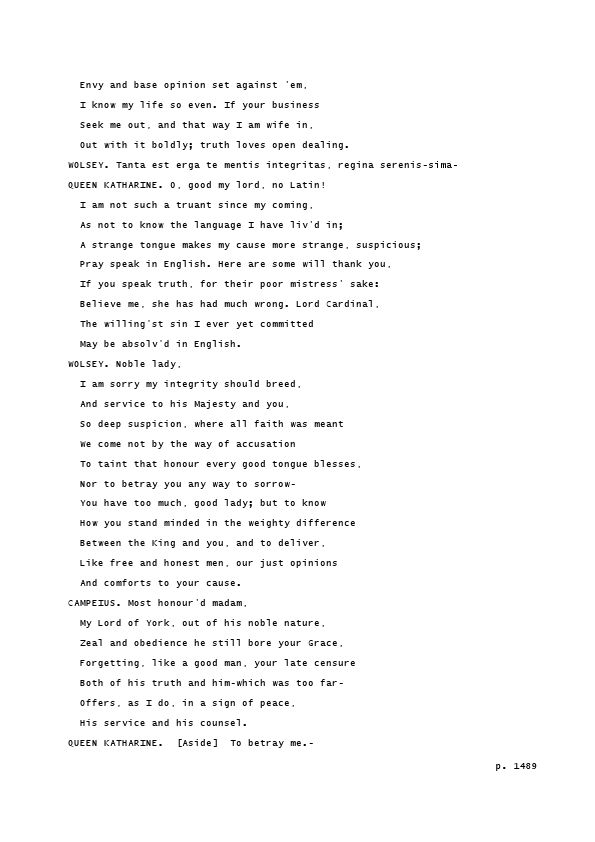 Envy and base opinion set against 'em,
I know my life so even. If your business
Seek me out, and that way I am wife in,
Out with it boldly; truth loves open dealing.
WOLSEY. Tanta est erga te mentis integritas, regina serenis-sima-
QUEEN KATHARINE. O, good my lord, no Latin!
I am not such a truant since my coming,
As not to know the language I have liv'd in;
A strange tongue makes my cause more strange, suspicious;
Pray speak in English. Here are some will thank you,
If you speak truth, for their poor mistress' sake:
Believe me, she has had much wrong. Lord Cardinal,
The willing'st sin I ever yet committed
May be absolv'd in English.
WOLSEY. Noble lady,
I am sorry my integrity should breed,
And service to his Majesty and you,
So deep suspicion, where all faith was meant
We come not by the way of accusation
To taint that honour every good tongue blesses,
Nor to betray you any way to sorrow-
You have too much, good lady; but to know
How you stand minded in the weighty difference
Between the King and you, and to deliver,
Like free and honest men, our just opinions
And comforts to your cause.
CAMPEIUS. Most honour'd madam,
My Lord of York, out of his noble nature,
Zeal and obedience he still bore your Grace,
Forgetting, like a good man, your late censure
Both of his truth and him-which was too far-
Offers, as I do, in a sign of peace,
His service and his counsel.
QUEEN KATHARINE.  [Aside]  To betray me.-
p. 1489